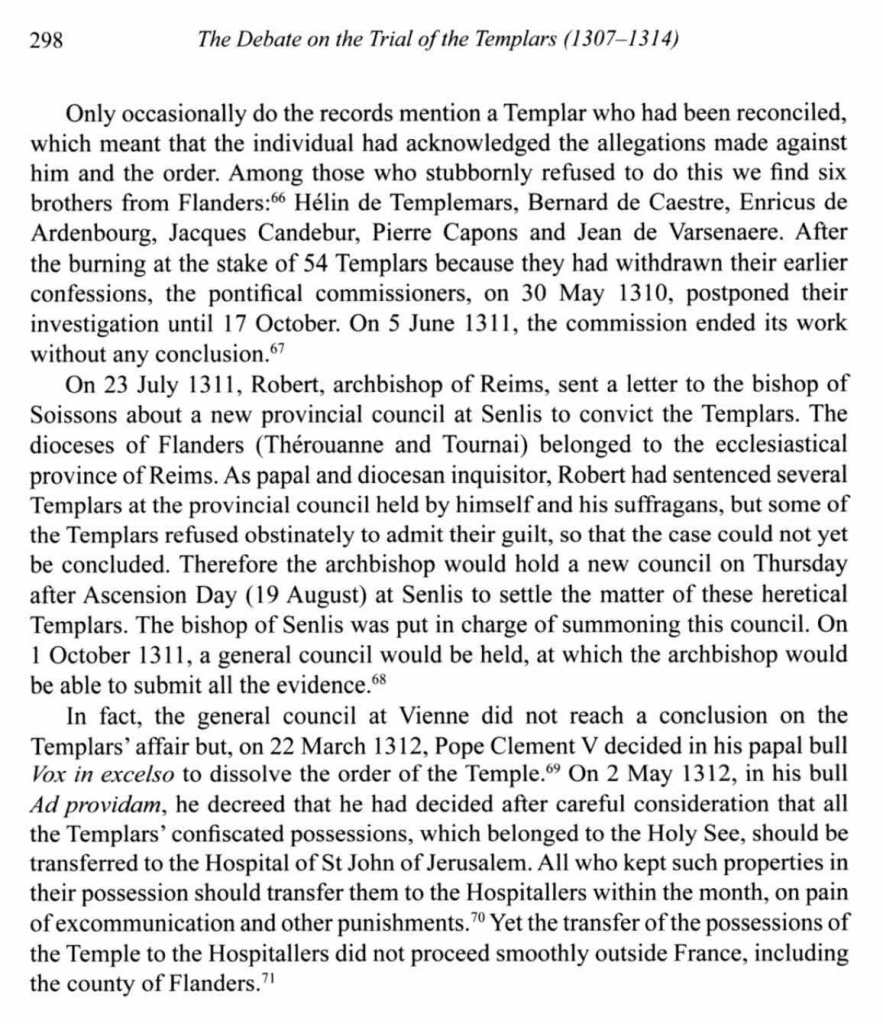 298 The Debate on the Trial of the Templars (1307–1314)
Only occasionally do the records mention a Templar who had been reconciled,
which meant that the individual had acknowledged the allegations made against
him and the order. Among those who stubbornly refused to do this we find six
brothers from Flanders:⁶⁶ Hélin de Templemars, Bernard de Caestre, Enricus de
Ardenbourg, Jacques Candebur, Pierre Capons and Jean de Varsenaere. After
the burning at the stake of 54 Templars because they had withdrawn their earlier
confessions, the pontifical commissioners, on 30 May 1310, postponed their
investigation until 17 October. On 5 June 1311, the commission ended its work
without any conclusion.⁶⁷
On 23 July 1311, Robert, archbishop of Reims, sent a letter to the bishop of
Soissons about a new provincial council at Senlis to convict the Templars. The
dioceses of Flanders (Thérouanne and Tournai) belonged to the ecclesiastical
province of Reims. As papal and diocesan inquisitor, Robert had sentenced several
Templars at the provincial council held by himself and his suffragans, but some of
the Templars refused obstinately to admit their guilt, so that the case could not yet
be concluded. Therefore the archbishop would hold a new council on Thursday
after Ascension Day (19 August) at Senlis to settle the matter of these heretical
Templars. The bishop of Senlis was put in charge of summoning this council. On
1 October 1311, a general council would be held, at which the archbishop would
be able to submit all the evidence.⁶⁸
In fact, the general council at Vienne did not reach a conclusion on the
Templars' affair but, on 22 March 1312, Pope Clement V decided in his papal bull
Vox in excelso to dissolve the order of the Temple.⁶⁹ On 2 May 1312, in his bull
Ad providam, he decreed that he had decided after careful consideration that all
the Templars' confiscated possessions, which belonged to the Holy See, should be
transferred to the Hospital of St John of Jerusalem. All who kept such properties in
their possession should transfer them to the Hospitallers within the month, on pain
of excommunication and other punishments.⁷⁰ Yet the transfer of the possessions of
the Temple to the Hospitallers did not proceed smoothly outside France, including
the county of Flanders.⁷¹